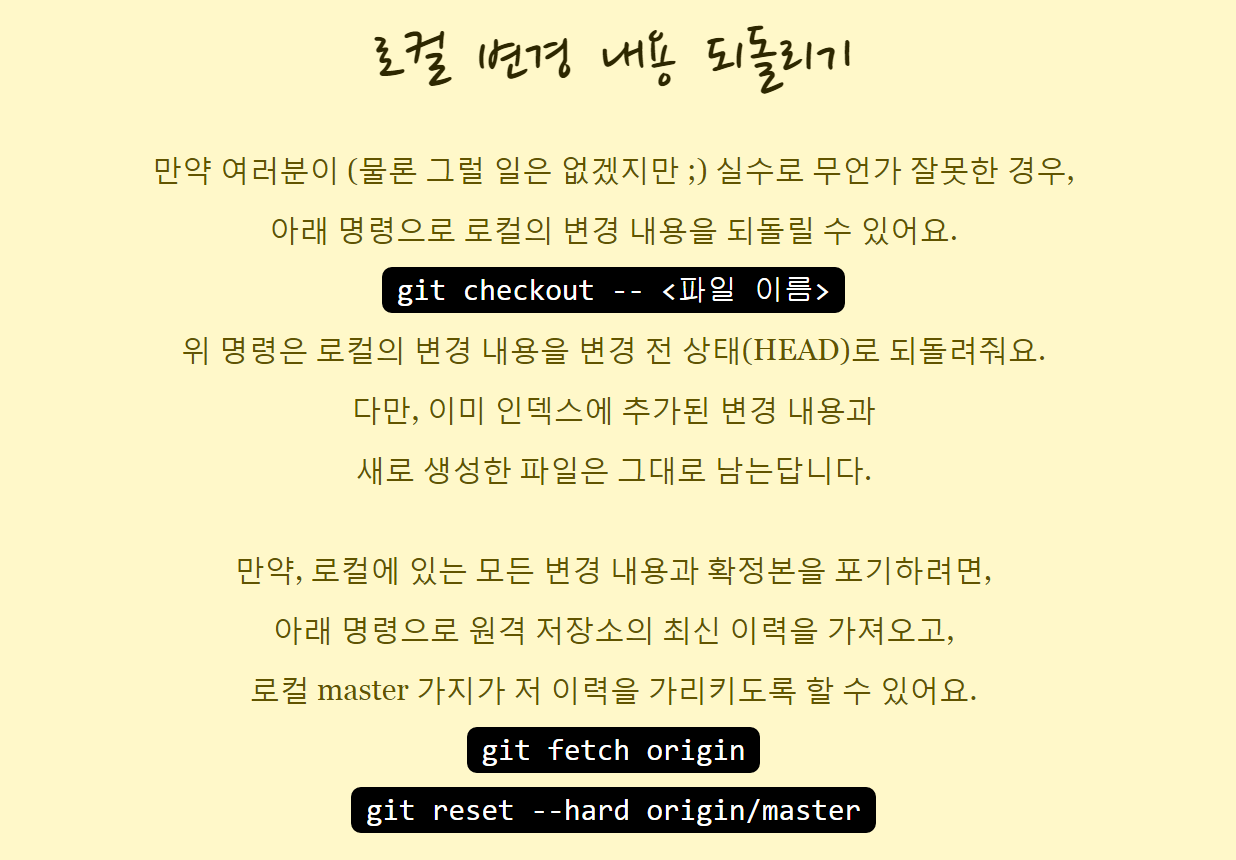 로컬 변경 내용 되돌리기
만약 여러분이 (물론 그럴 일은 없겠지만 ;) 실수로 무언가 잘못한 경우,
아래 명령으로 로컬의 변경 내용을 되돌릴 수 있어요.
git checkout -- <파일 이름>
위 명령은 로컬의 변경 내용을 변경 전 상태(HEAD)로 되돌려줘요.
다만, 이미 인덱스에 추가된 변경 내용과
새로 생성한 파일은 그대로 남는답니다.
만약, 로컬에 있는 모든 변경 내용과 확정본을 포기하려면,
아래 명령으로 원격 저장소의 최신 이력을 가져오고,
로컬 master 가지가 저 이력을 가리키도록 할 수 있어요.
git fetch origin
git reset --hard origin/master